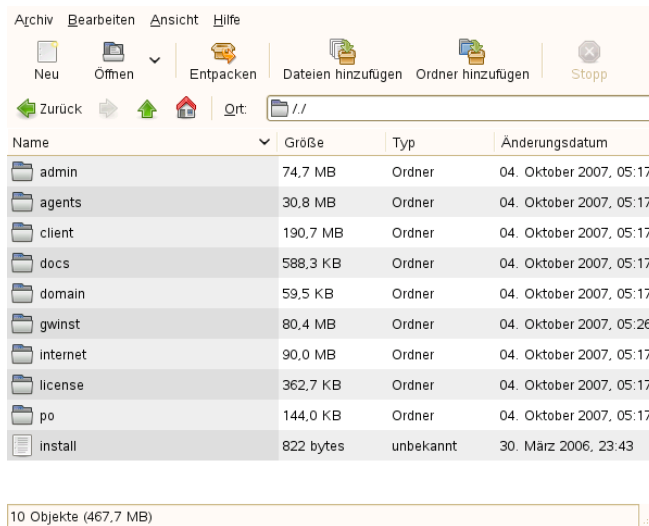 Archiv Bearbeiten Ansicht Hilfe
Neu Öffnen Entpacken Dateien hinzufügen Ordner hinzufügen Stopp
Zurück Ort: /./
Name Größe Typ Änderungsdatum
admin 74,7 MB Ordner 04. Oktober 2007, 05:17
agents 30,8 MB Ordner 04. Oktober 2007, 05:17
client 190,7 MB Ordner 04. Oktober 2007, 05:17
docs 588,3 KB Ordner 04. Oktober 2007, 05:17
domain 59,5 KB Ordner 04. Oktober 2007, 05:17
gwinst 80,4 MB Ordner 04. Oktober 2007, 05:26
internet 90,0 MB Ordner 04. Oktober 2007, 05:17
license 362,7 KB Ordner 04. Oktober 2007, 05:17
po 144,0 KB Ordner 04. Oktober 2007, 05:17
install 822 bytes unbekannt 30. März 2006, 23:43
10 Objekte (467,7 MB)